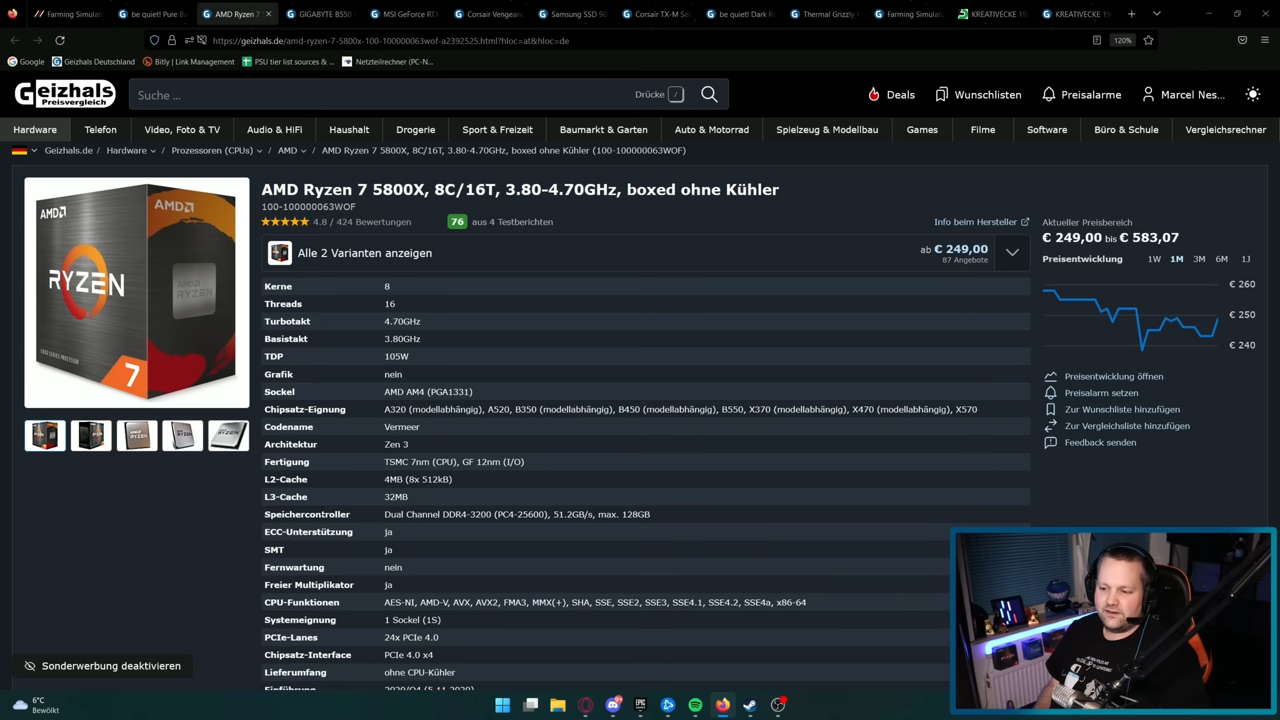 Farming Simulat
be quiet! Pure Ba
AMD Ryzen 7
GIGABYTE B550
MSI GeForce RTX
Corsair Vengean
Samsung SSD 98
Corsair TX-M Se
be quiet! Dark R
Thermal Grizzly
Farming Simulat
KREATIVECKE 15
KREATIVECKE 15
https://geizhals.de/amd-ryzen-7-5800x-100-100000063wof-a2392525.html?hloc=at&hloc=de
120%
Google
Geizhals Deutschland
Bitly | Link Management
PSU tier list sources & ...
Netzteilrechner (PC-N...
Geizhals
Preisvergleich
Suche ...
Drücke /
Deals
Wunschlisten
Preisalarme
Marcel Nes...
Hardware
Telefon
Video, Foto & TV
Audio & HiFi
Haushalt
Drogerie
Sport & Freizeit
Baumarkt & Garten
Auto & Motorrad
Spielzeug & Modellbau
Games
Filme
Software
Büro & Schule
Vergleichsrechner
Geizhals.de / Hardware / Prozessoren (CPUs) / AMD / AMD Ryzen 7 5800X, 8C/16T, 3.80-4.70GHz, boxed ohne Kühler (100-100000063WOF)
AMD
AMD
RYZEN
RYZEN
7
AMD Ryzen 7 5800X, 8C/16T, 3.80-4.70GHz, boxed ohne Kühler
100-100000063WOF
4.8 / 424 Bewertungen
76 aus 4 Testberichten
Info beim Hersteller
Alle 2 Varianten anzeigen
ab € 249,00
87 Angebote
Kerne 8
Threads 16
Turbotakt 4.70GHz
Basistakt 3.80GHz
TDP 105W
Grafik nein
Sockel AMD AM4 (PGA1331)
Chipsatz-Eignung A320 (modellabhängig), A520, B350 (modellabhängig), B450 (modellabhängig), B550, X370 (modellabhängig), X470 (modellabhängig), X570
Codename Vermeer
Architektur Zen 3
Fertigung TSMC 7nm (CPU), GF 12nm (I/O)
L2-Cache 4MB (8x 512kB)
L3-Cache 32MB
Speichercontroller Dual Channel DDR4-3200 (PC4-25600), 51.2GB/s, max. 128GB
ECC-Unterstützung ja
SMT ja
Fernwartung nein
Freier Multiplikator ja
CPU-Funktionen AES-NI, AMD-V, AVX, AVX2, FMA3, MMX(+), SHA, SSE, SSE2, SSE3, SSE4.1, SSE4.2, SSE4a, x86-64
Systemeignung 1 Sockel (1S)
PCIe-Lanes 24x PCIe 4.0
Chipsatz-Interface PCIe 4.0 x4
Lieferumfang ohne CPU-Kühler
Einführung 2020/Q4 (5.11.2020)
Aktueller Preisbereich
€ 249,00 bis € 583,07
Preisentwicklung 1W 1M 3M 6M 1J
€ 260
€ 250
€ 240
Preisentwicklung öffnen
Preisalarm setzen
Zur Wunschliste hinzufügen
Zur Vergleichsliste hinzufügen
Feedback senden
Sonderwerbung deaktivieren
6°C
Bewölkt